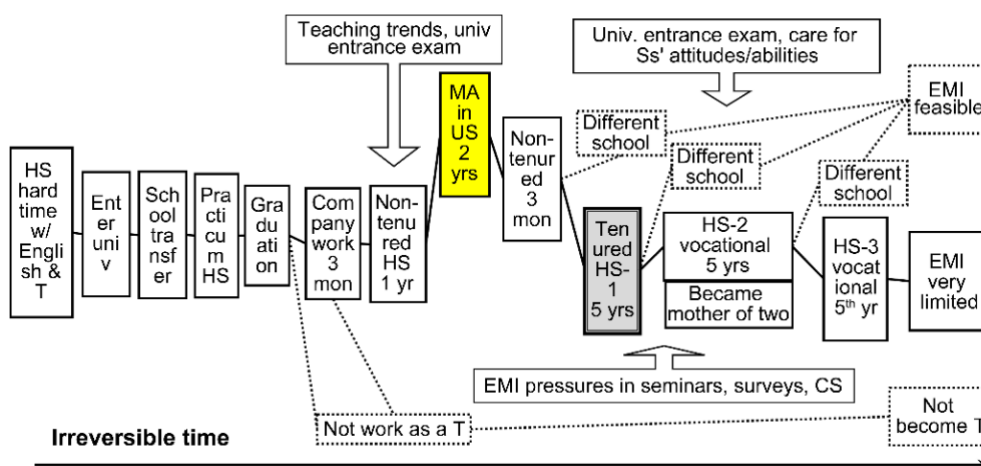 Teaching trends, univ
entrance exam
Univ. entrance exam, care for
Ss' attitudes/abilities
EMI
feasible
MA
in
US
2
yrs
Different
school
Different
school
Different
school
Non-
tenur
ed
3
mon
HS
hard
time
w/
Engli
sh &
T
Ent
er
uni
v
Sch
ool
tra
nsf
er
Pra
cti
cu
m
HS
G
rad
uati
on
Com
pany
work
3
mon
Non-
tenu
red
HS
1 yr
Ten
ured
HS-
1
5 yrs
HS-2
vocational
5 yrs
Became
mother of two
HS-3
vocat
ional
5th yr
EMI
very
limited
EMI pressures in seminars, surveys, CS
Not work as a T
Not
become T
Irreversible time